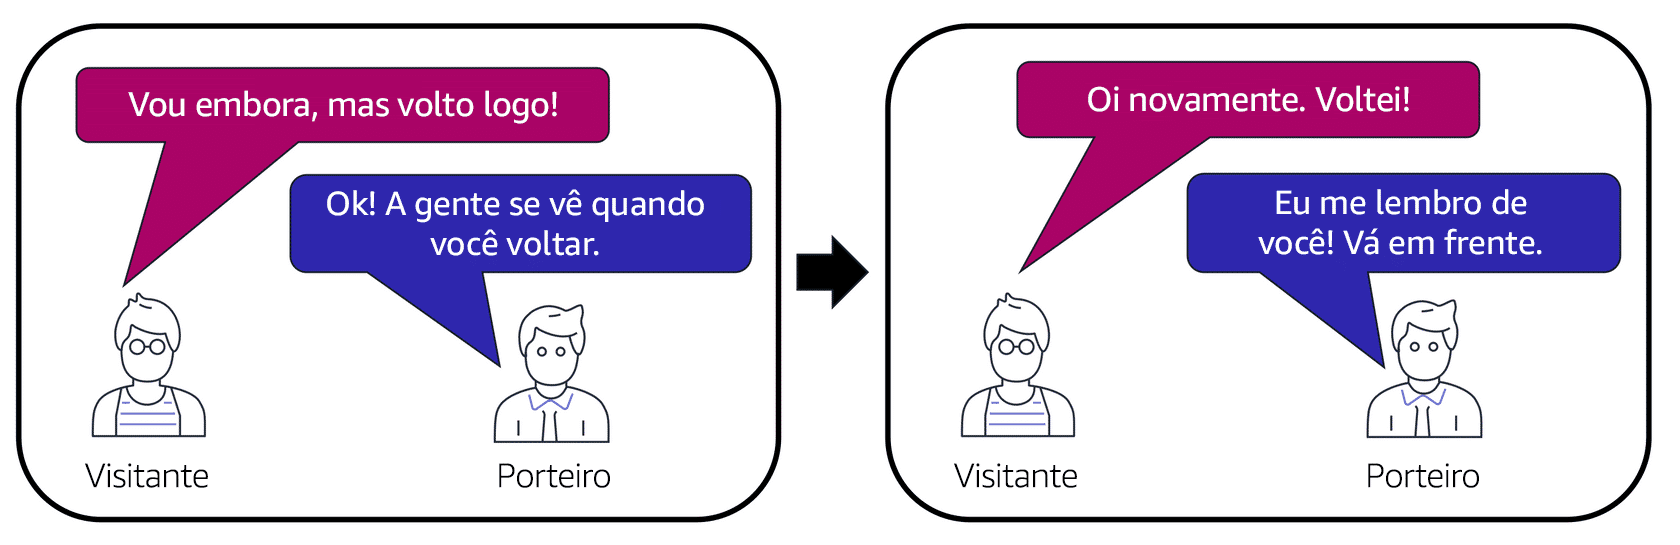 Vou embora, mas volto logo!
Ok! A gente se vê quando
você voltar.
Visitante
Porteiro
Oi novamente. Voltei!
Eu me lembro de
você! Vá em frente.
Visitante
Porteiro